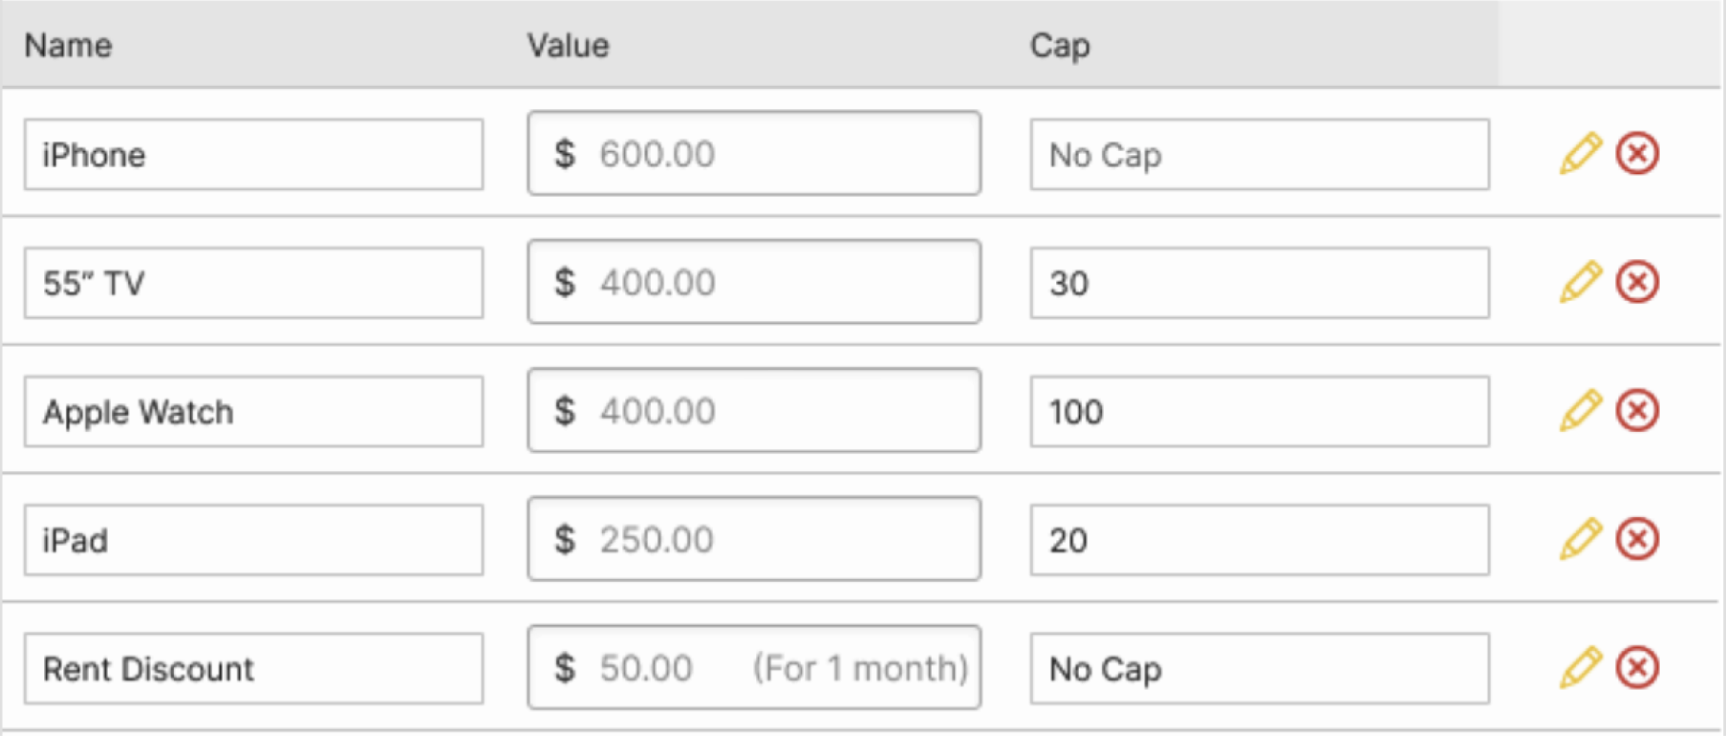 Name Value Cap
iPhone $ 600.00 No Cap
55” TV $ 400.00 30
Apple Watch $ 400.00 100
iPad $ 250.00 20
Rent Discount $ 50.00 (For 1 month) No Cap